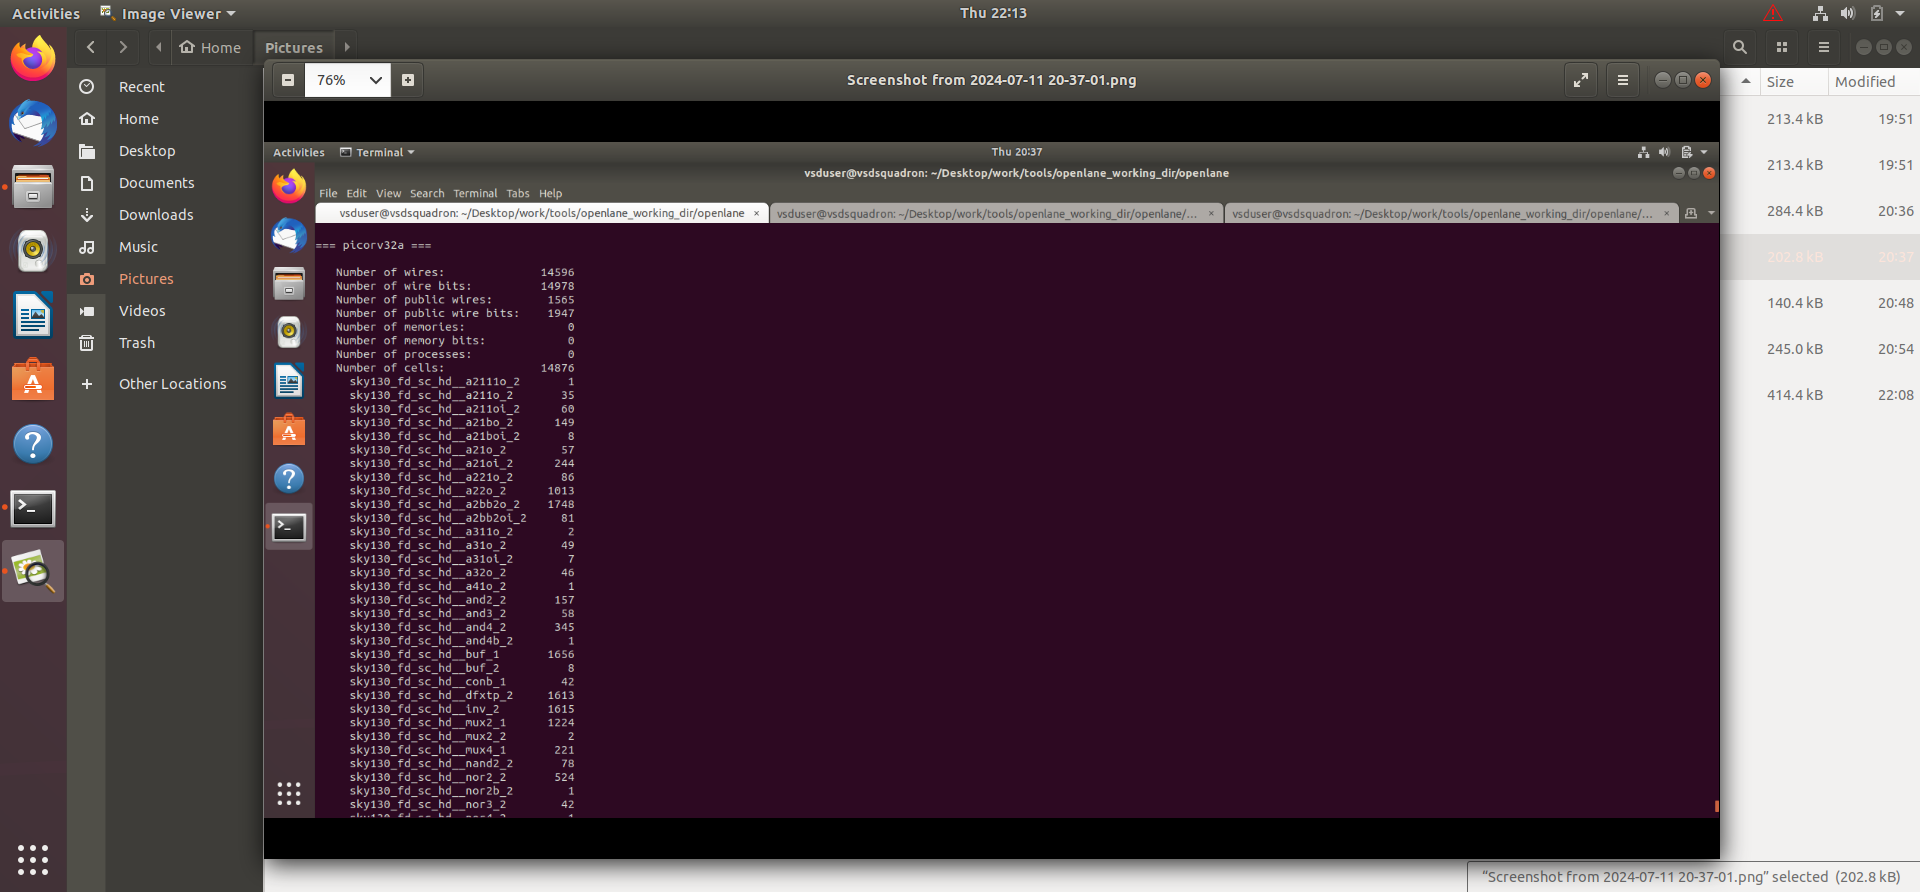 Activities Image Viewer Thu 22:13
Home Pictures
76% Screenshot from 2024-07-11 20-37-01.png
Size Modified
Recent
Home
Desktop
Documents
Downloads
Music
Pictures
Videos
Trash
+ Other Locations
213.4 kB 19:51
213.4 kB 19:51
284.4 kB 20:36
202.8 kB 20:37
140.4 kB 20:48
245.0 kB 20:54
414.4 kB 22:08
Activities Terminal Thu 20:37
vsduser@vsdsquadron: ~/Desktop/work/tools/openlane_working_dir/openlane
File Edit View Search Terminal Tabs Help
vsduser@vsdsquadron: ~/Desktop/work/tools/openlane_working_dir/openlane × vsduser@vsdsquadron: ~/Desktop/work/tools/openlane_working_dir/openlane/... × vsduser@vsdsquadron: ~/Desktop/work/tools/openlane_working_dir/openlane/... ×
=== picorv32a ===
Number of wires: 14596
Number of wire bits: 14978
Number of public wires: 1565
Number of public wire bits: 1947
Number of memories: 0
Number of memory bits: 0
Number of processes: 0
Number of cells: 14876
sky130_fd_sc_hd__a2111o_2 1
sky130_fd_sc_hd__a211o_2 35
sky130_fd_sc_hd__a211oi_2 60
sky130_fd_sc_hd__a21bo_2 149
sky130_fd_sc_hd__a21boi_2 8
sky130_fd_sc_hd__a21o_2 57
sky130_fd_sc_hd__a21oi_2 244
sky130_fd_sc_hd__a221o_2 86
sky130_fd_sc_hd__a22o_2 1013
sky130_fd_sc_hd__a2bb2o_2 1748
sky130_fd_sc_hd__a2bb2oi_2 81
sky130_fd_sc_hd__a311o_2 2
sky130_fd_sc_hd__a31o_2 49
sky130_fd_sc_hd__a31oi_2 7
sky130_fd_sc_hd__a32o_2 46
sky130_fd_sc_hd__a41o_2 1
sky130_fd_sc_hd__and2_2 157
sky130_fd_sc_hd__and3_2 58
sky130_fd_sc_hd__and4_2 345
sky130_fd_sc_hd__and4b_2 1
sky130_fd_sc_hd__buf_1 1656
sky130_fd_sc_hd__buf_2 8
sky130_fd_sc_hd__conb_1 42
sky130_fd_sc_hd__dfxtp_2 1613
sky130_fd_sc_hd__inv_2 1615
sky130_fd_sc_hd__mux2_1 1224
sky130_fd_sc_hd__mux2_2 2
sky130_fd_sc_hd__mux4_1 221
sky130_fd_sc_hd__nand2_2 78
sky130_fd_sc_hd__nor2_2 524
sky130_fd_sc_hd__nor2b_2 1
sky130_fd_sc_hd__nor3_2 42
"Screenshot from 2024-07-11 20-37-01.png" selected (202.8 kB)